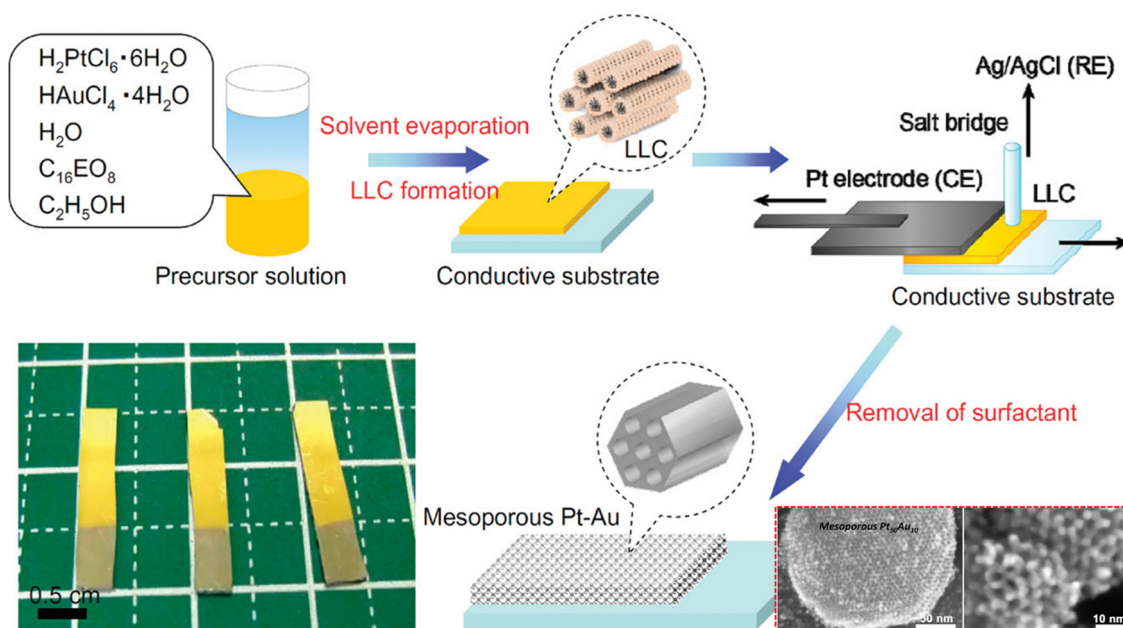 H₂PtCl₆·6H₂O
HAuCl₄·4H₂O
H₂O
C₁₆EO₈
C₂H₅OH
Precursor solution
Solvent evaporation
LLC formation
LLC
Conductive substrate
Ag/AgCl (RE)
Salt bridge
Pt electrode (CE)
LLC
Conductive substrate
Removal of surfactant
Mesoporous Pt-Au
0.5 cm
Mesoporous Pt₉₀Au₁₀
50 nm
10 nm